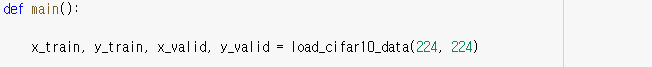 def main():
x_train, y_train, x_valid, y_valid = load_cifar10_data(224, 224)